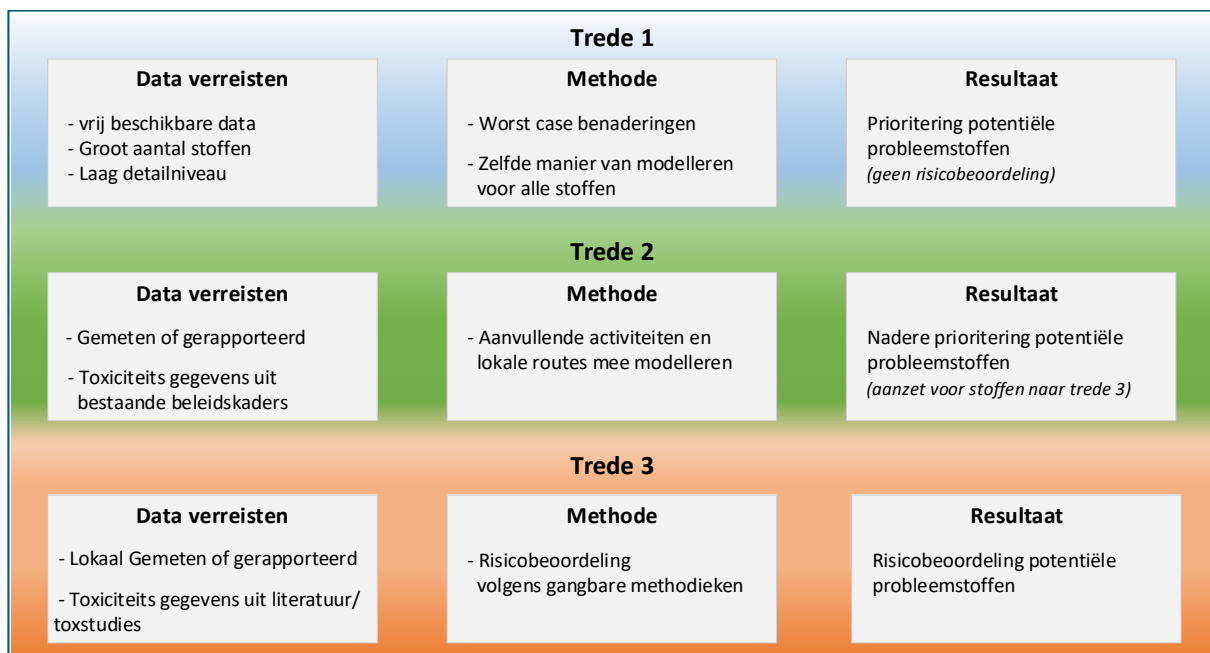 Trede 1
Data verreisten
- vrij beschikbare data
- Groot aantal stoffen
- Laag detailniveau
Methode
- Worst case benaderingen
- Zelfde manier van modelleren
voor alle stoffen
Resultaat
Prioritering potentiële
probleemstoffen
(geen risicobeoordeling)
Trede 2
Data verreisten
- Gemeten of gerapporteerd
- Toxiciteits gegevens uit
bestaande beleidskaders
Methode
- Aanvullende activiteiten en
lokale routes mee modelleren
Resultaat
Nadere prioritering potentiële
probleemstoffen
(aanzet voor stoffen naar trede 3)
Trede 3
Data verreisten
- Lokaal Gemeten of gerapporteerd
- Toxiciteits gegevens uit literatuur/
toxstudies
Methode
- Risicobeoordeling
volgens gangbare methodieken
Resultaat
Risicobeoordeling potentiële
probleemstoffen